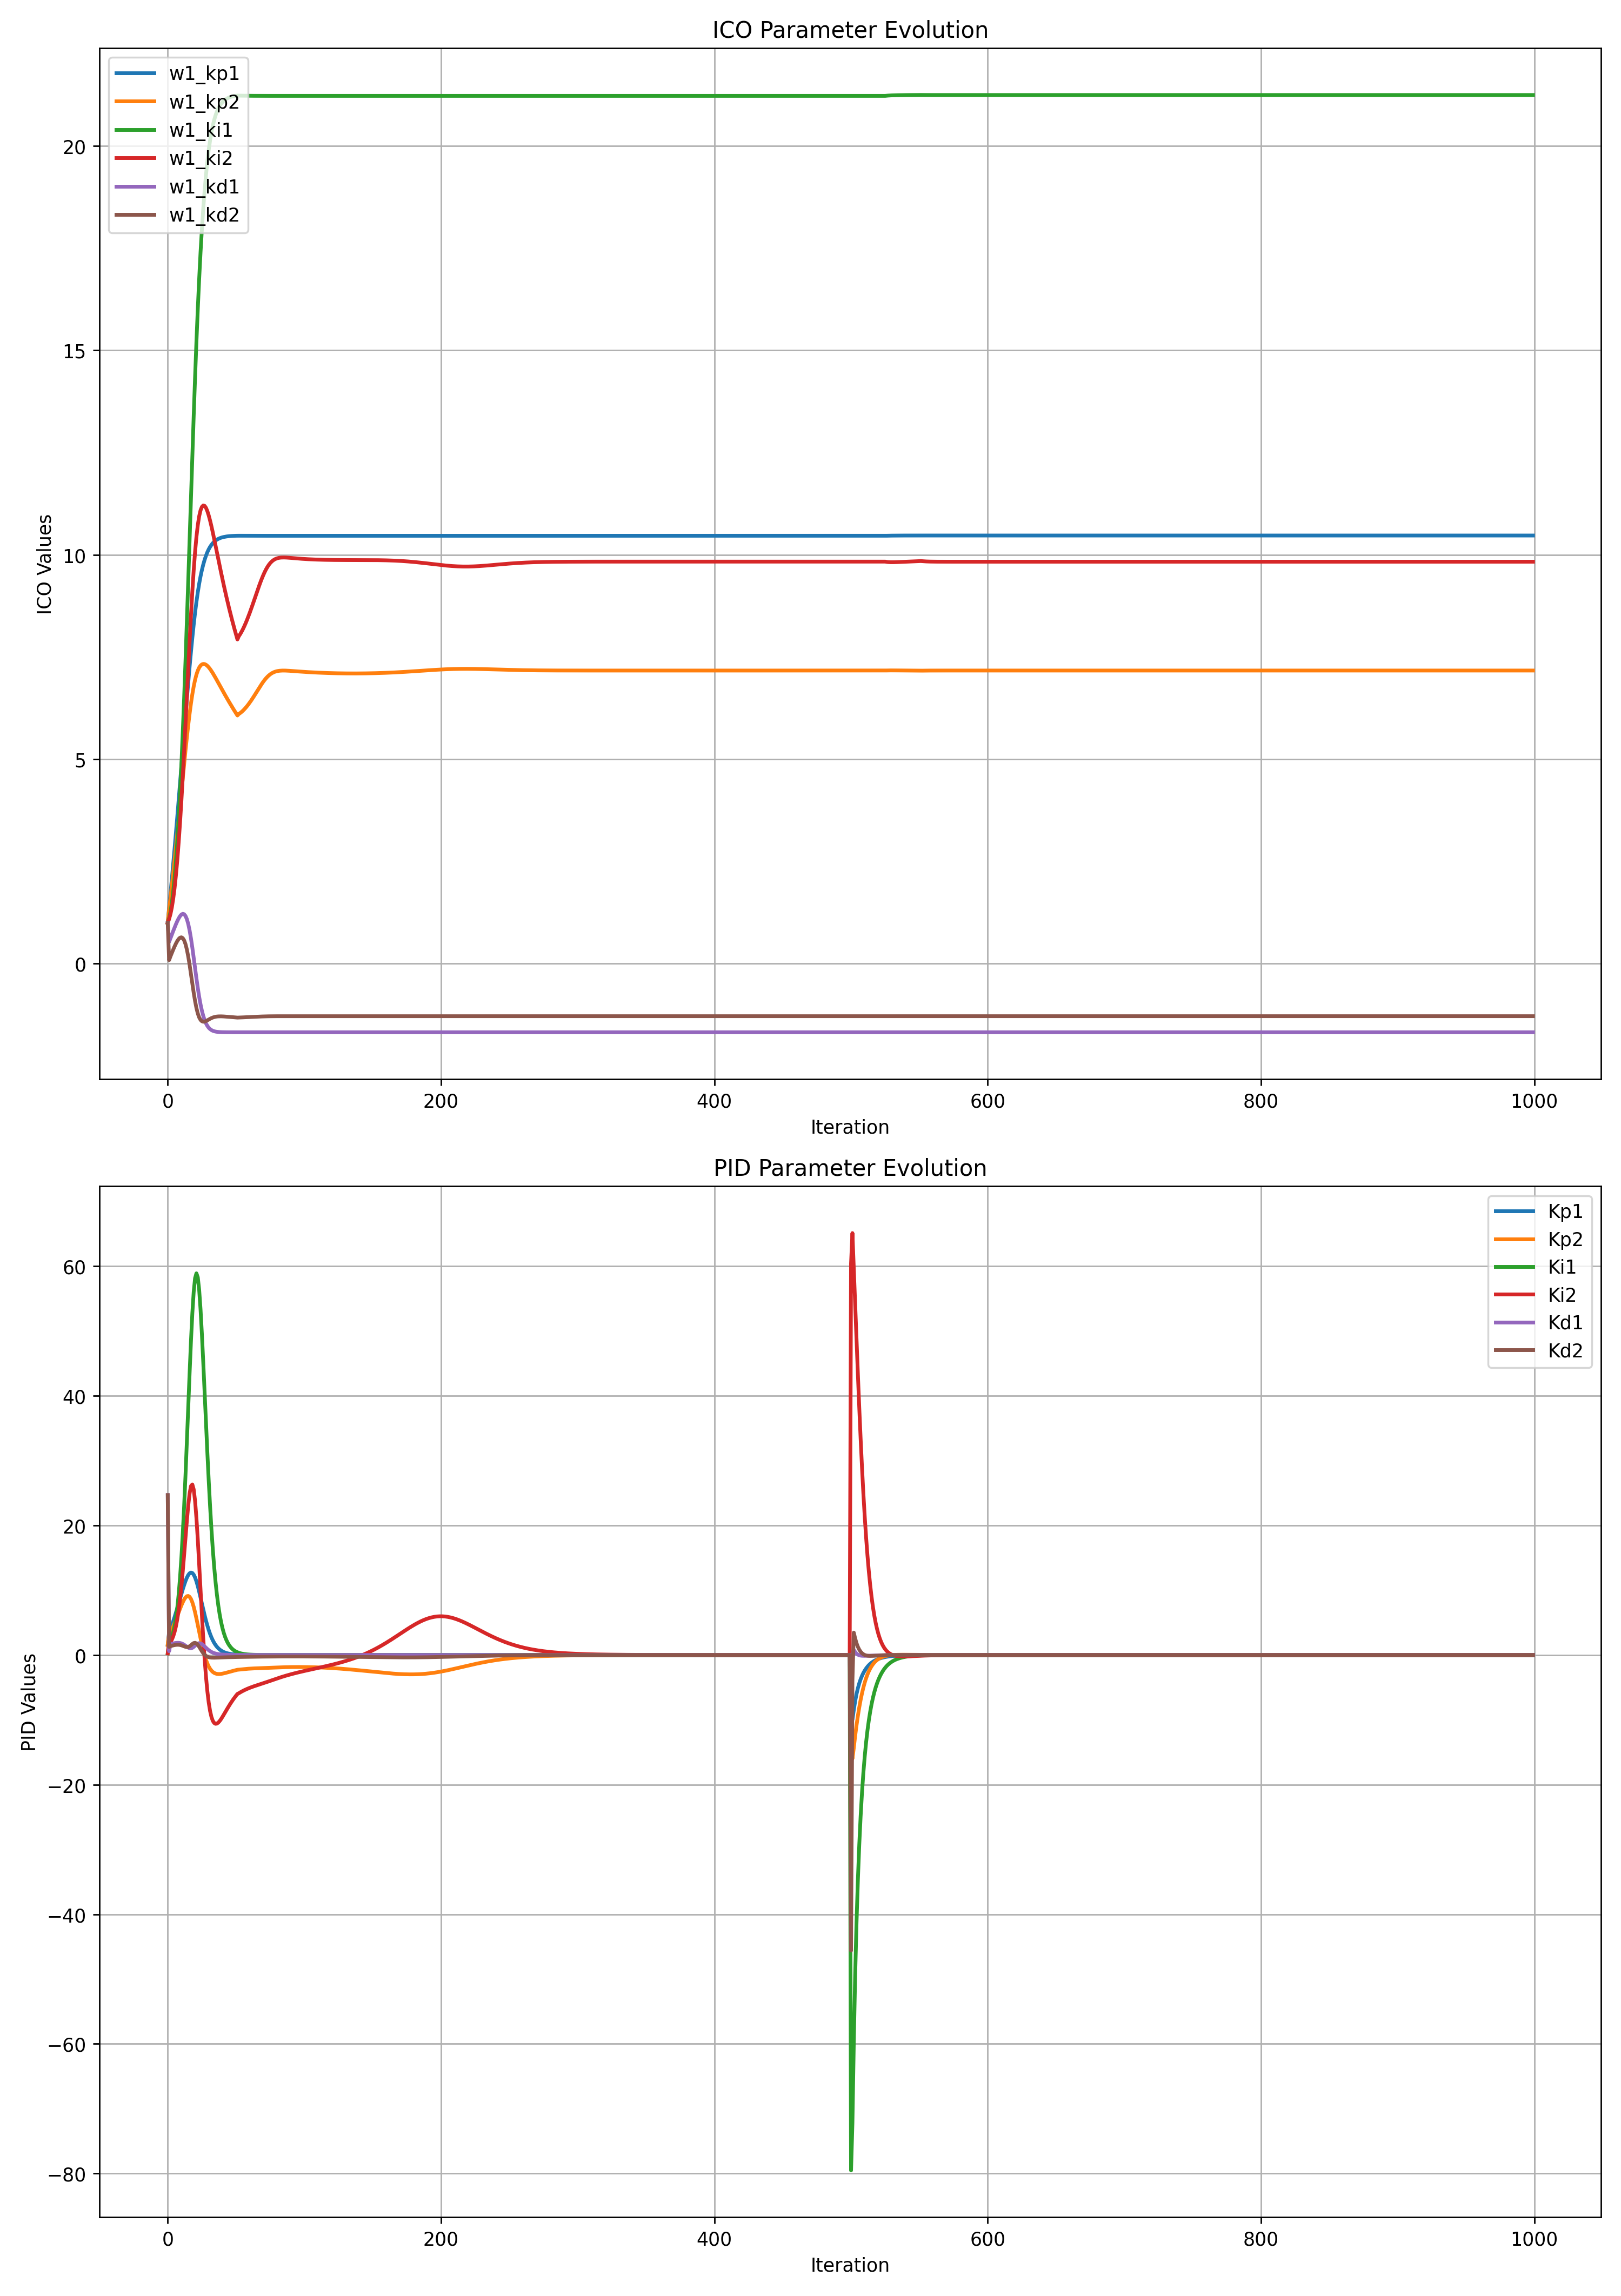 ICO Parameter Evolution
w1_kp1
w1_kp2
w1_ki1
w1_ki2
w1_kd1
w1_kd2
20
15
10
5
0
ICO Values
0 200 400 600 800 1000
Iteration
PID Parameter Evolution
Kp1
Kp2
Ki1
Ki2
Kd1
Kd2
60
40
20
0
−20
−40
−60
−80
PID Values
0 200 400 600 800 1000
Iteration